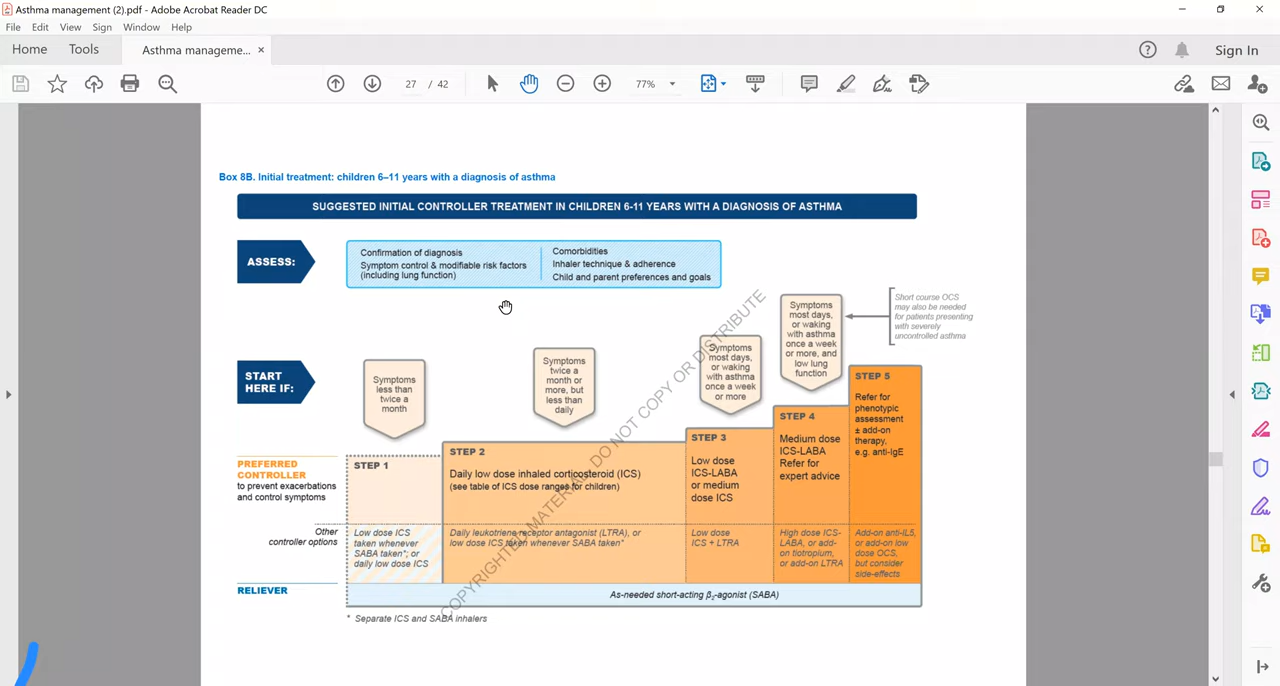 Asthma management (2).pdf - Adobe Acrobat Reader DC
File Edit View Sign Window Help
Home Tools Asthma manageme... × Sign In
27 / 42 77%
Box 8B. Initial treatment: children 6–11 years with a diagnosis of asthma
SUGGESTED INITIAL CONTROLLER TREATMENT IN CHILDREN 6-11 YEARS WITH A DIAGNOSIS OF ASTHMA
ASSESS:
Confirmation of diagnosis
Symptom control & modifiable risk factors
(including lung function)
Comorbidities
Inhaler technique & adherence
Child and parent preferences and goals
START
HERE IF:
Symptoms
less than
twice a
month
Symptoms
twice a
month or
more, but
less than
daily
Symptoms
most days,
or waking
with asthma
once a week
or more
Symptoms
most days,
or waking
with asthma
once a week
or more, and
low lung
function
Short course OCS
may also be needed
for patients presenting
with severely
uncontrolled asthma
PREFERRED
CONTROLLER
to prevent exacerbations
and control symptoms
STEP 1
STEP 2
Daily low dose inhaled corticosteroid (ICS)
(see table of ICS dose ranges for children)
STEP 3
Low dose
ICS-LABA
or medium
dose ICS
STEP 4
Medium dose
ICS-LABA
Refer for
expert advice
STEP 5
Refer for
phenotypic
assessment
± add-on
therapy,
e.g. anti-IgE
Other
controller options
Low dose ICS
taken whenever
SABA taken*; or
daily low dose ICS
Daily leukotriene receptor antagonist (LTRA), or
low dose ICS taken whenever SABA taken*
Low dose
ICS + LTRA
High dose ICS-
LABA, or add-
on tiotropium,
or add-on LTRA
Add-on anti-IL5,
or add-on low
dose OCS,
but consider
side-effects
RELIEVER
As-needed short-acting β2-agonist (SABA)
* Separate ICS and SABA inhalers
COPYRIGHTED MATERIAL - DO NOT COPY OR DISTRIBUTE